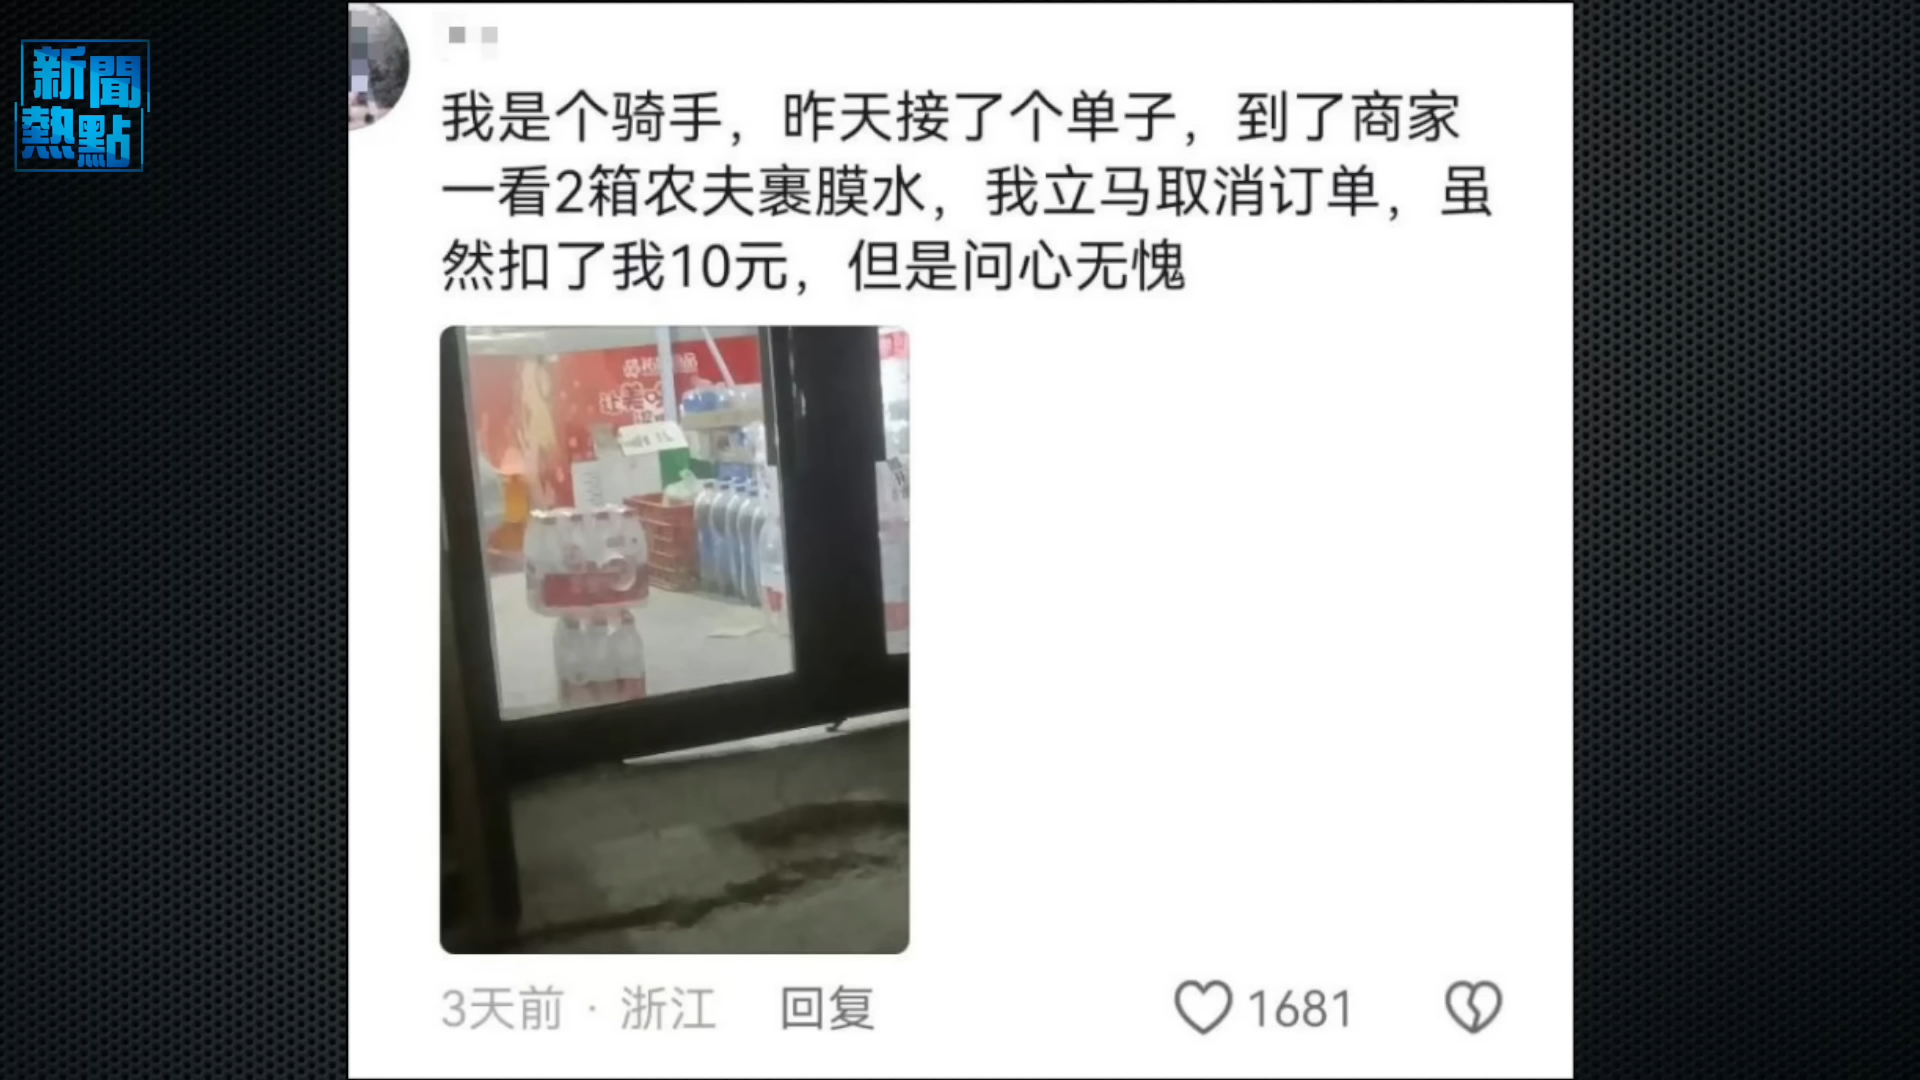 新聞
熱點
我是个骑手，昨天接了个单子，到了商家
一看2箱农夫裹膜水，我立马取消订单，虽
然扣了我10元，但是问心无愧
让美味
3天前 · 浙江 回复
1681